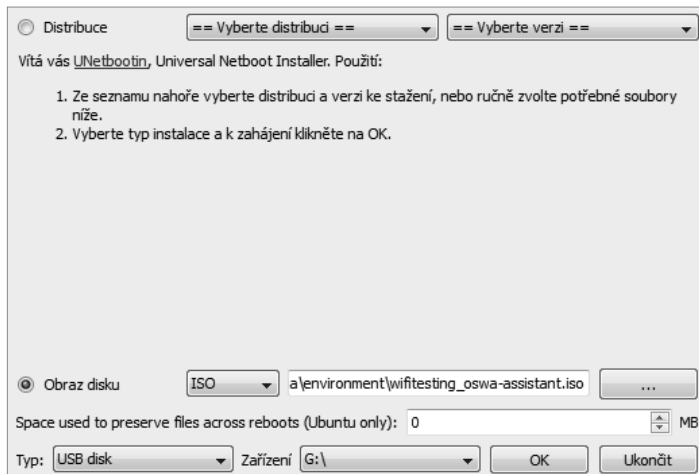 Distribuce == Vyberte distribuci == == Vyberte verzi ==
Vítá vás UNetbootin, Universal Netboot Installer. Použití:
1. Ze seznamu nahoře vyberte distribuci a verzi ke stažení, nebo ručně zvolte potřebné soubory
níže.
2. Vyberte typ instalace a k zahájení klikněte na OK.
Obraz disku ISO a\environment\wifitesting_oswa-assistant.iso ...
Space used to preserve files across reboots (Ubuntu only): 0 MB
Typ: USB disk Zařízení G:\ OK Ukončit